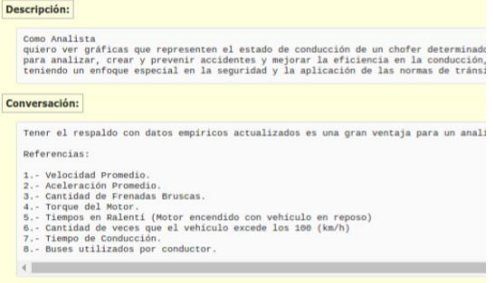 Descripción:
Como Analista
quiero ver gráficas que representen el estado de conducción de un chofer determinado
para analizar, crear y prevenir accidentes y mejorar la eficiencia en la conducción,
teniendo un enfoque especial en la seguridad y la aplicación de las normas de
Conversación:
Tener el respaldo con datos empíricos actualizados es una gran ventaja para un
Referencias:
1.- Velocidad Promedio.
2.- Aceleración Promedio.
3.- Cantidad de Frenadas Bruscas.
4.- Torque del Motor.
5.- Tiempos en Ralentí (Motor encendido con vehículo en reposo)
6.- Cantidad de veces que el vehículo excede los 100 (km/h)
7.- Tiempo de Conducción.
8.- Buses utilizados por conductor.